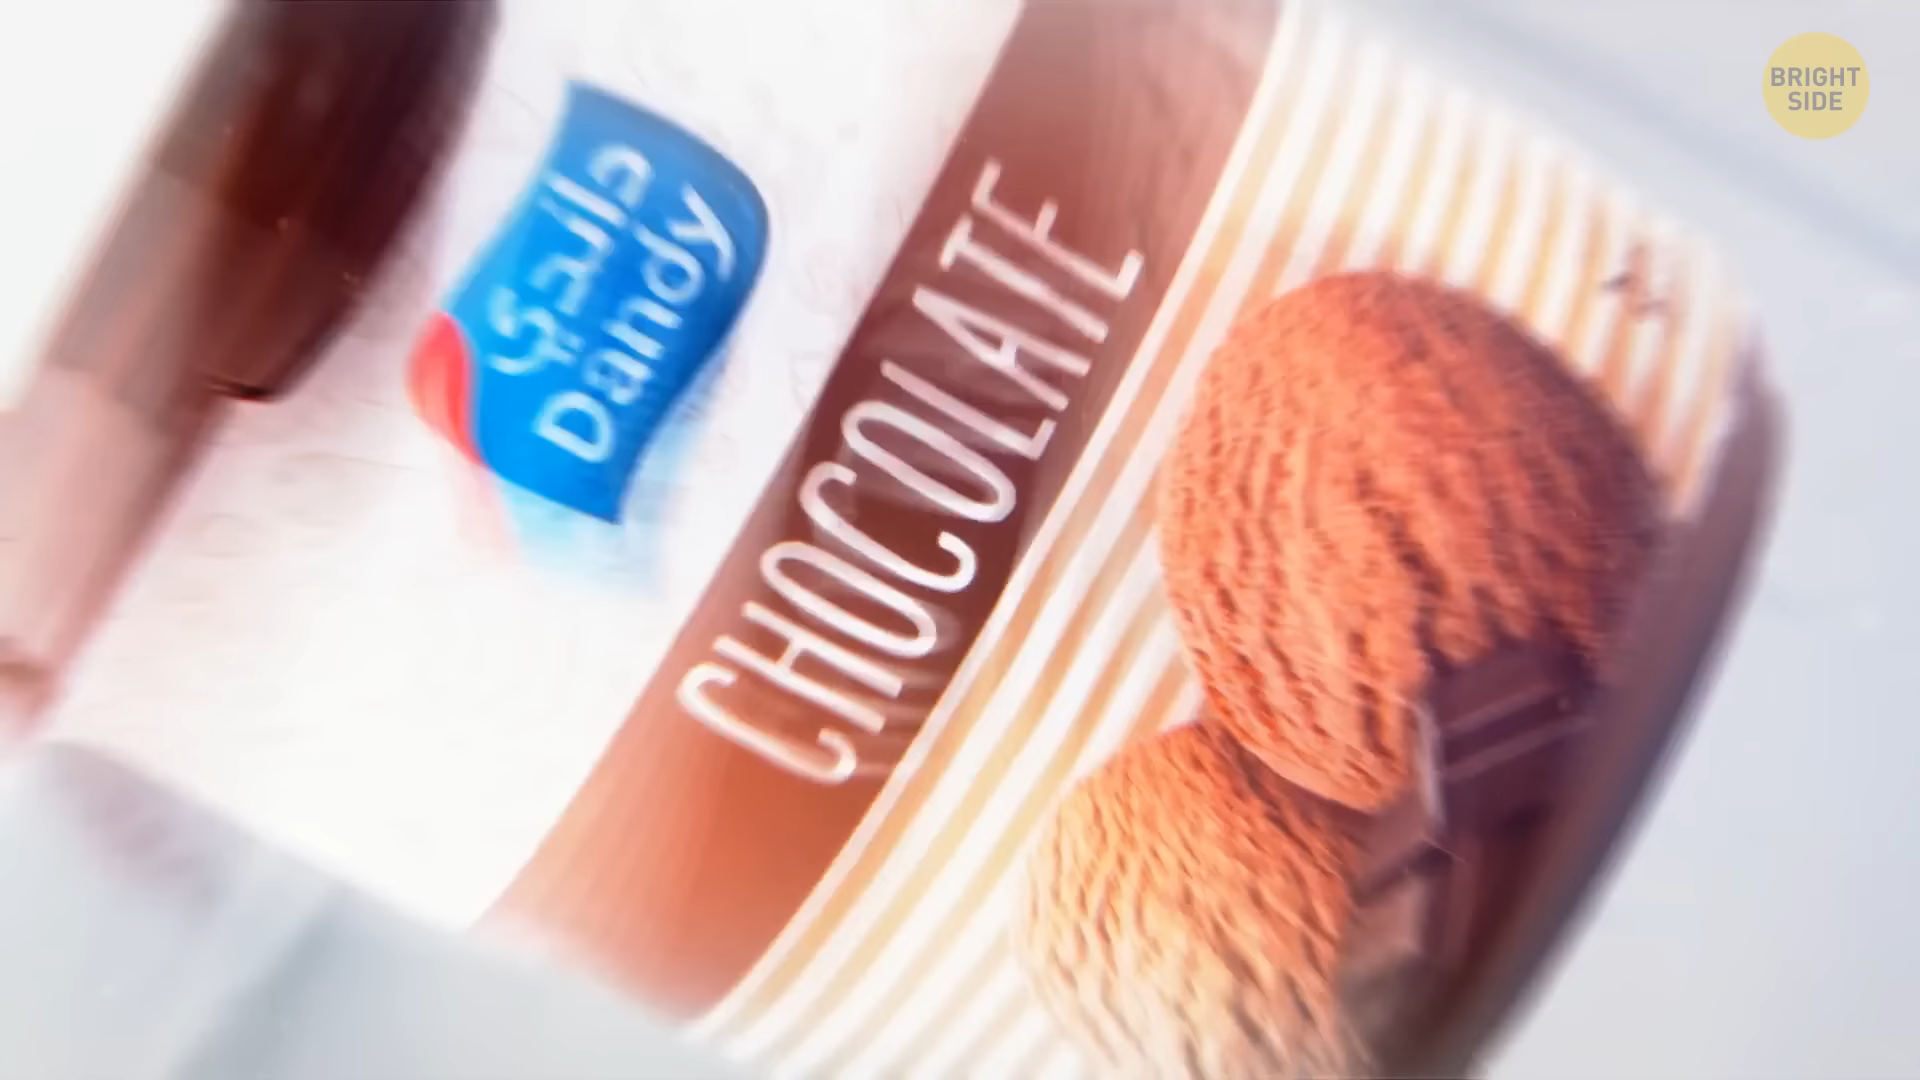 داندي
Dandy
CHOCOLATE
BRIGHT
SIDE